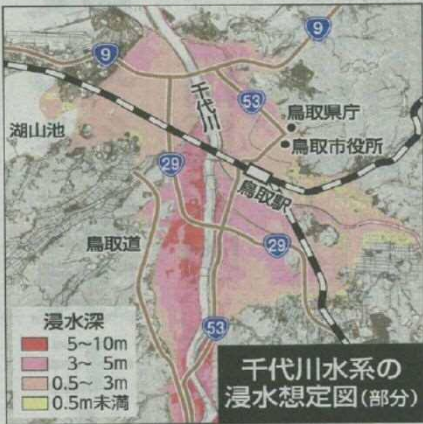 9
9
千代川
53
鳥取県庁
鳥取市役所
湖山池
29
鳥取駅
鳥取道
29
浸水深
5~10m
3~ 5m
0.5~ 3m
0.5m未満
53
千代川水系の
浸水想定図(部分)